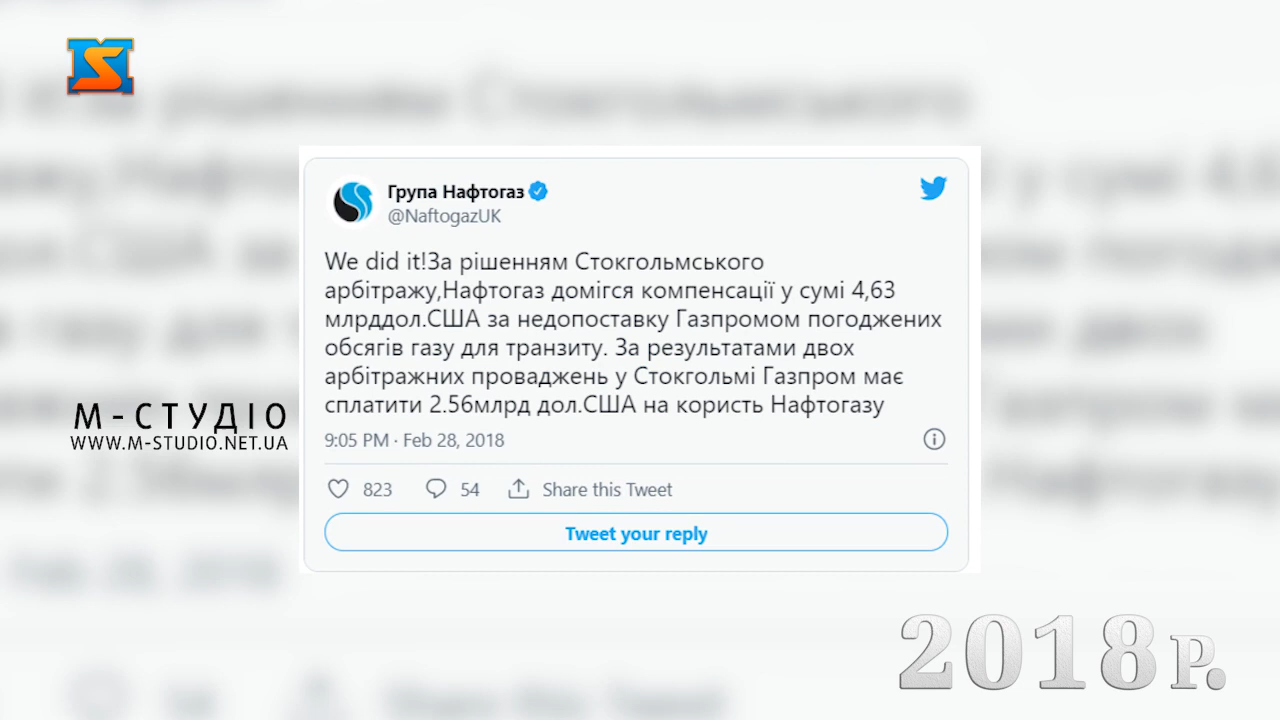 Група Нафтогаз
@NaftogazUK
We did it!За рішенням Стокгольмського
арбітражу,Нафтогаз домігся компенсації у сумі 4,63
млрддол.США за недопоставку Газпромом погоджених
обсягів газу для транзиту. За результатами двох
арбітражних проваджень у Стокгольмі Газпром має
сплатити 2.56млрд дол.США на користь Нафтогазу
9:05 PM · Feb 28, 2018
823 54 Share this Tweet
Tweet your reply
М-СТУДІО
WWW.M-STUDIO.NET.UA
2018 р.